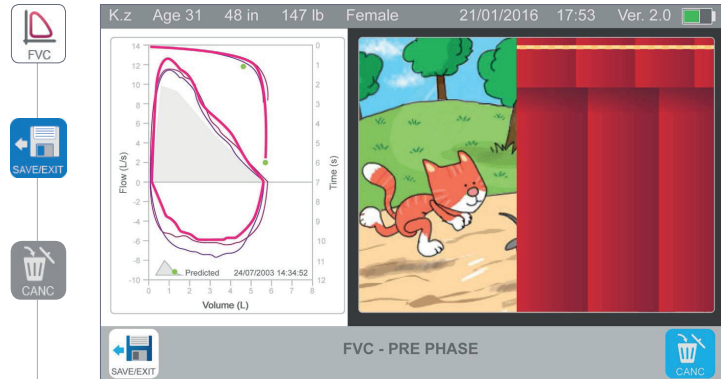 FVC
SAVE/EXIT
CANC
K.z Age 31 48 in 147 lb Female 21/01/2016 17:53 Ver. 2.0
Flow (L/s)
14
12
10
8
6
4
2
0
-2
-4
-6
-8
-10
0 1 2 3 4 5 6 7 8
Volume (L)
0
1
2
3
4
5
6
7
8
9
10
11
12
Time (s)
Predicted 24/07/2003 14:34:52
SAVE/EXIT
FVC - PRE PHASE
CANC